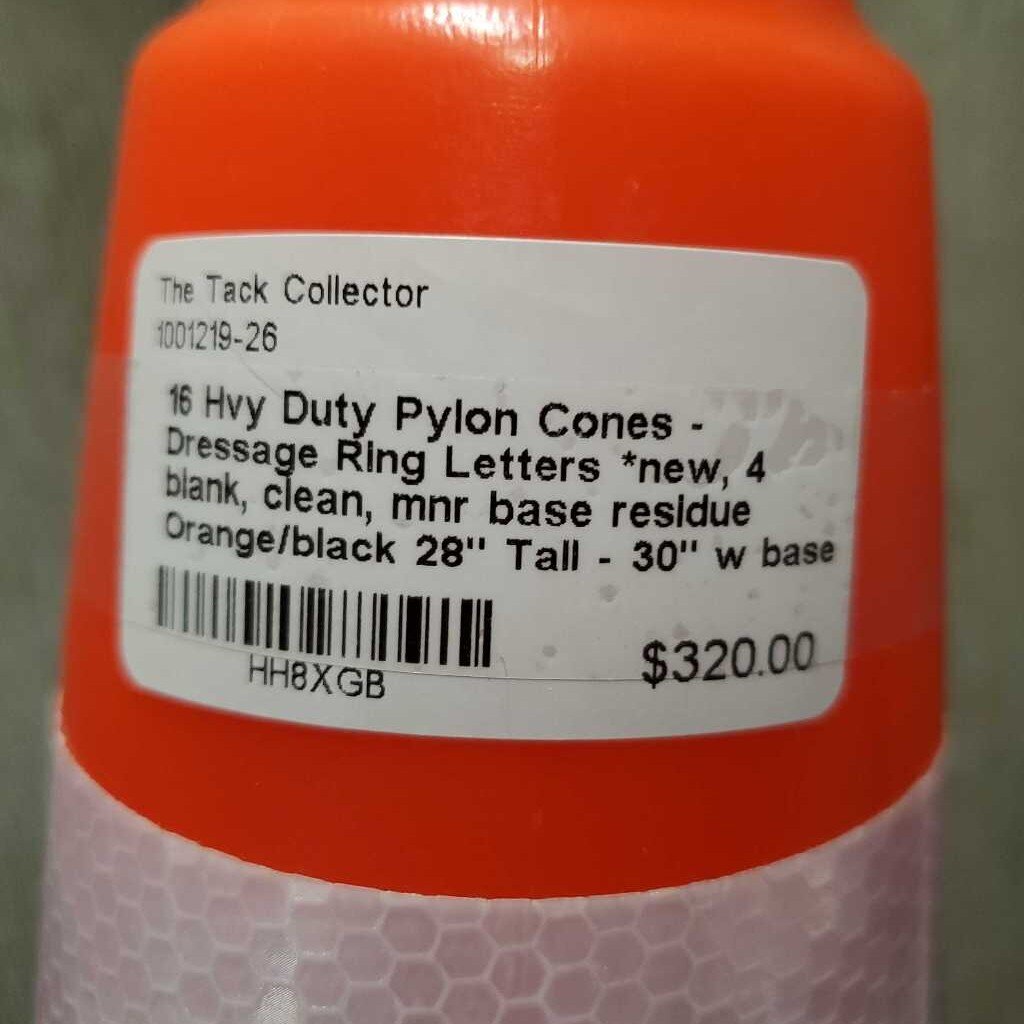 The Tack Collector
1001219-26
16 Hvy Duty Pylon Cones -
Dressage Ring Letters *new, 4
blank, clean, mnr base residue
Orange/black 28" Tall - 30" w base
HH8XGB
$320.00